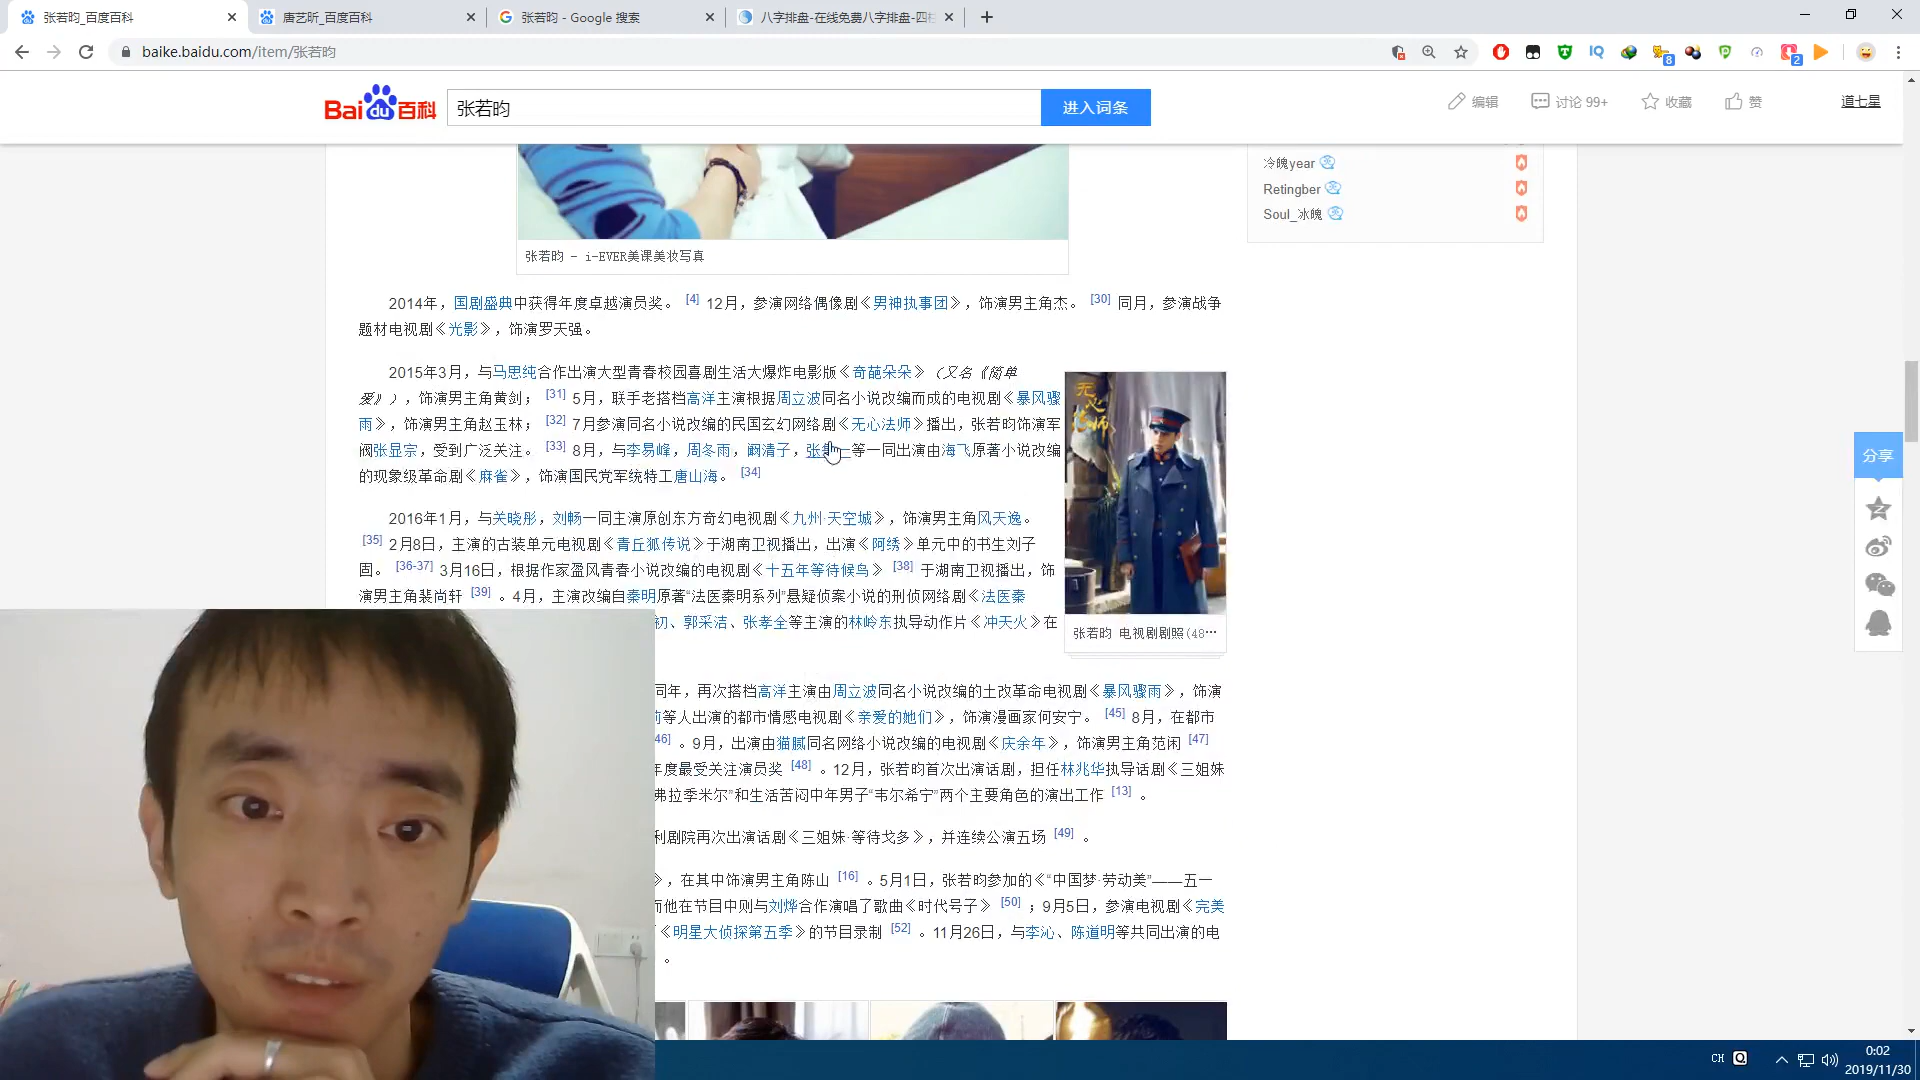 张若昀_百度百科
唐艺昕_百度百科
张若昀 - Google 搜索
八字排盘-在线免费八字排盘-四柱
baike.baidu.com/item/张若昀
8
2
Bai du 百科
张若昀
进入词条
编辑
讨论 99+
收藏
赞
道七星
冷魄year
Retingber
Soul_冰魄
张若昀 - i-EVER美课美妆写真
2014年，国剧盛典中获得年度卓越演员奖。 [4] 12月，参演网络偶像剧《男神执事团》，饰演男主角杰。 [30] 同月，参演战争
题材电视剧《光影》，饰演罗天强。
2015年3月，与马思纯合作出演大型青春校园喜剧生活大爆炸电影版《奇葩朵朵》（又名《简单
爱》），饰演男主角黄剑； [31] 5月，联手老搭档高洋主演根据周立波同名小说改编而成的电视剧《暴风骤
雨》，饰演男主角赵玉林； [32] 7月参演同名小说改编的民国玄幻网络剧《无心法师》播出，张若昀饰演军
阀张显宗，受到广泛关注。 [33] 8月，与李易峰，周冬雨，阚清子，张 等一同出演由海飞原著小说改编
的现象级革命剧《麻雀》，饰演国民党军统特工唐山海。 [34]
2016年1月，与关晓彤，刘畅一同主演原创东方奇幻电视剧《九州·天空城》，饰演男主角风天逸。
[35] 2月8日，主演的古装单元电视剧《青丘狐传说》于湖南卫视播出，出演《阿绣》单元中的书生刘子
固。 [36-37] 3月16日，根据作家盈风青春小说改编的电视剧《十五年等待候鸟》 [38] 于湖南卫视播出，饰
演男主角裴尚轩 [39] 。4月，主演改编自秦明原著“法医秦明系列”悬疑侦案小说的刑侦网络剧《法医秦
初、郭采洁、张孝全等主演的林岭东执导动作片《冲天火》在
无心法师
张若昀 电视剧剧照(48…
同年，再次搭档高洋主演由周立波同名小说改编的土改革命电视剧《暴风骤雨》，饰演
等人出演的都市情感电视剧《亲爱的她们》，饰演漫画家何安宁。 [45] 8月，在都市
46] 。9月，出演由猫腻同名网络小说改编的电视剧《庆余年》，饰演男主角范闲 [47]
年度最受关注演员奖 [48] 。12月，张若昀首次出演话剧，担任林兆华执导话剧《三姐妹
弗拉季米尔”和生活苦闷中年男子“韦尔希宁”两个主要角色的演出工作 [13] 。
利剧院再次出演话剧《三姐妹·等待戈多》，并连续公演五场 [49] 。
》，在其中饰演男主角陈山 [16] 。5月1日，张若昀参加的《“中国梦·劳动美”——五一
而他在节目中则与刘烨合作演唱了歌曲《时代号子》 [50] ；9月5日，参演电视剧《完美
《明星大侦探第五季》的节目录制 [52] 。11月26日，与李沁、陈道明等共同出演的电
。
分享
CH
0:02
2019/11/30